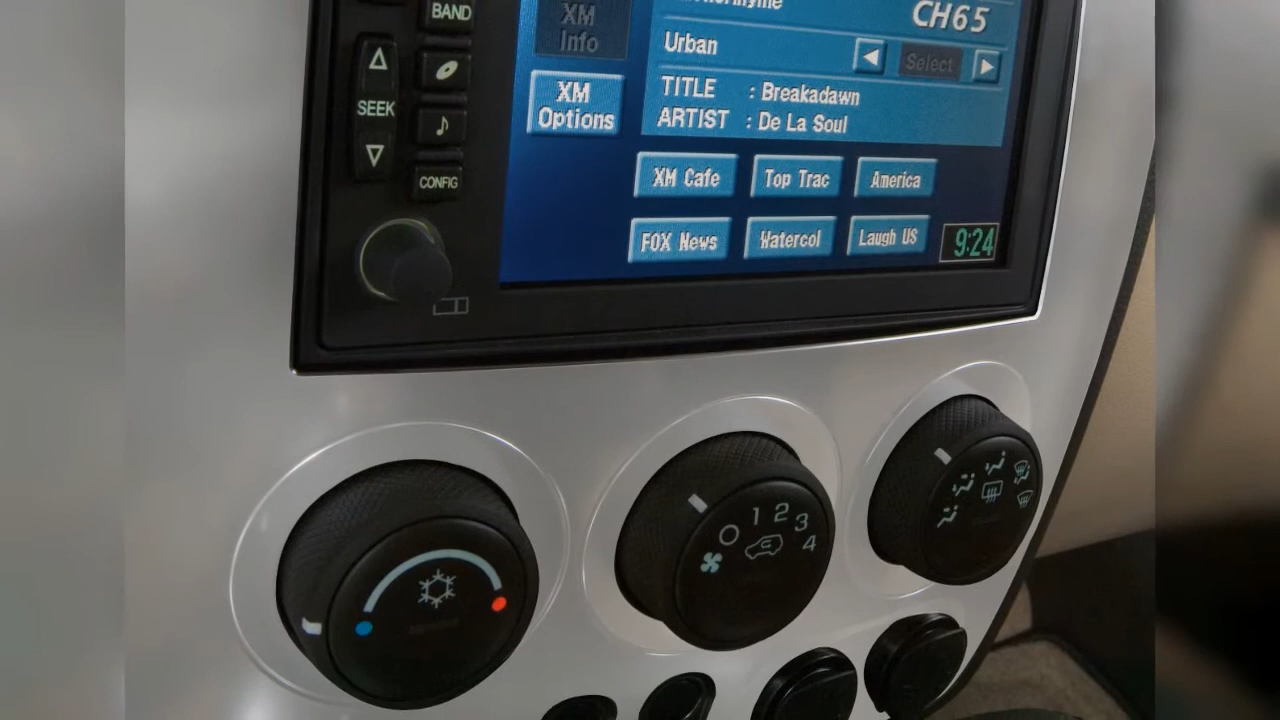 BAND
SEEK
CONFIG
XM
Info
XM
Options
CH65
Urban
Select
TITLE : Breakadawn
ARTIST : De La Soul
XM Cafe
Top Trac
America
FOX News
Watercol
Laugh US
9:24
0 1 2 3 4